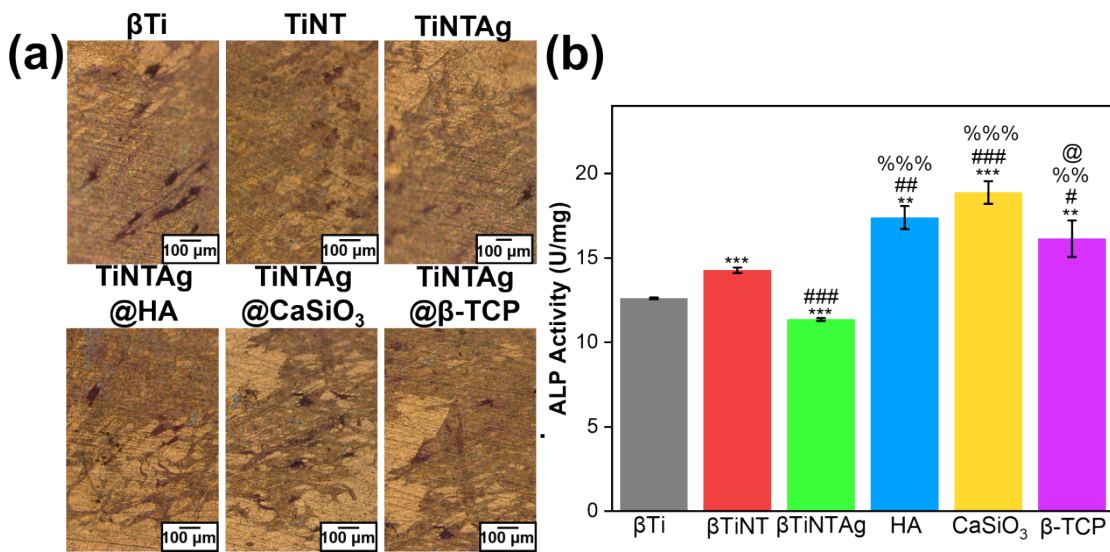 (a)
βTi
TiNT
TiNTAg
100 µm
100 µm
100 µm
TiNTAg
@HA
TiNTAg
@CaSiO₃
TiNTAg
@β-TCP
100 µm
100 µm
100 µm
(b)
ALP Activity (U/mg)
20
15
10
5
0
***
###
***
%%%
##
**
%%%
###
***
@
%%
#
**
βTi
βTiNT
βTiNTAg
HA
CaSiO₃
β-TCP